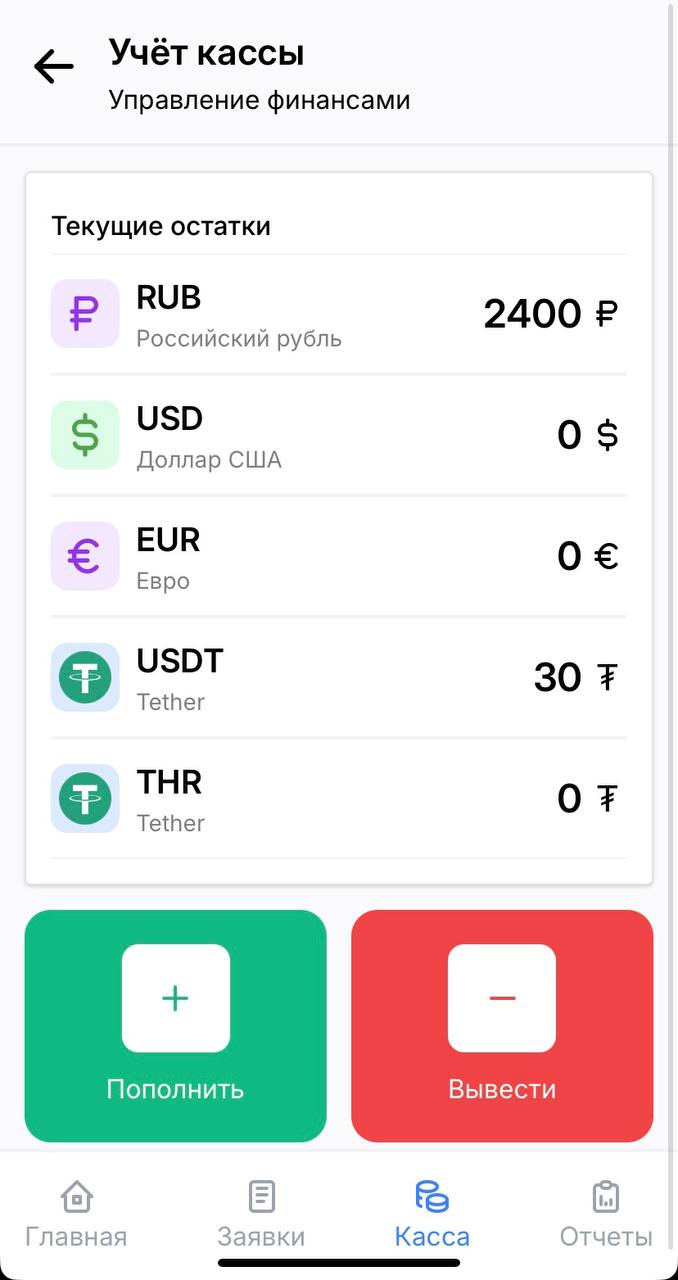 Учёт кассы
Управление финансами
Текущие остатки
RUB
2400 ₽
Российский рубль
USD
0 $
Доллар США
EUR
0 €
Евро
USDT
30 ₮
Tether
THR
0 ₮
Tether
Пополнить
Вывести
Главная
Заявки
Касса
Отчеты